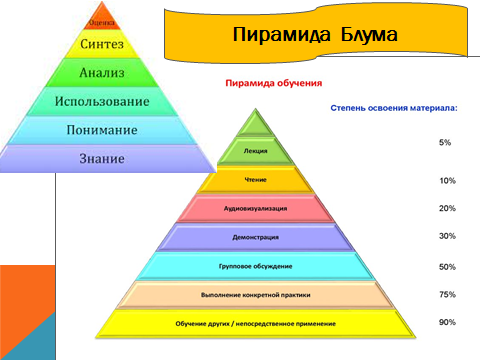 Пирамида Блума
Оценка
Синтез
Анализ
Использование
Понимание
Знание
Пирамида обучения
Степень освоения материала:
Лекция
5%
Чтение
10%
Аудиовизуализация
20%
Демонстрация
30%
Групповое обсуждение
50%
Выполнение конкретной практики
75%
Обучение других / непосредственное применение
90%